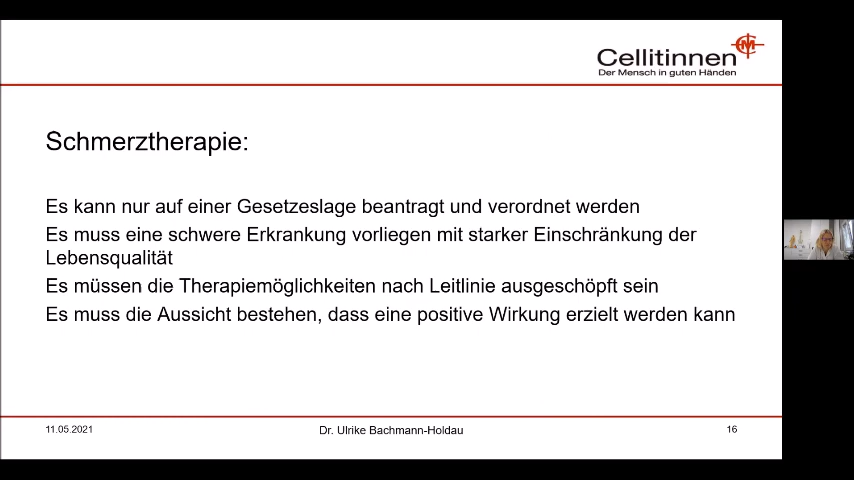 Cellitinnen
Der Mensch in guten Händen
Schmerztherapie:
Es kann nur auf einer Gesetzeslage beantragt und verordnet werden
Es muss eine schwere Erkrankung vorliegen mit starker Einschränkung der
Lebensqualität
Es müssen die Therapiemöglichkeiten nach Leitlinie ausgeschöpft sein
Es muss die Aussicht bestehen, dass eine positive Wirkung erzielt werden kann
11.05.2021
Dr. Ulrike Bachmann-Holdau
16